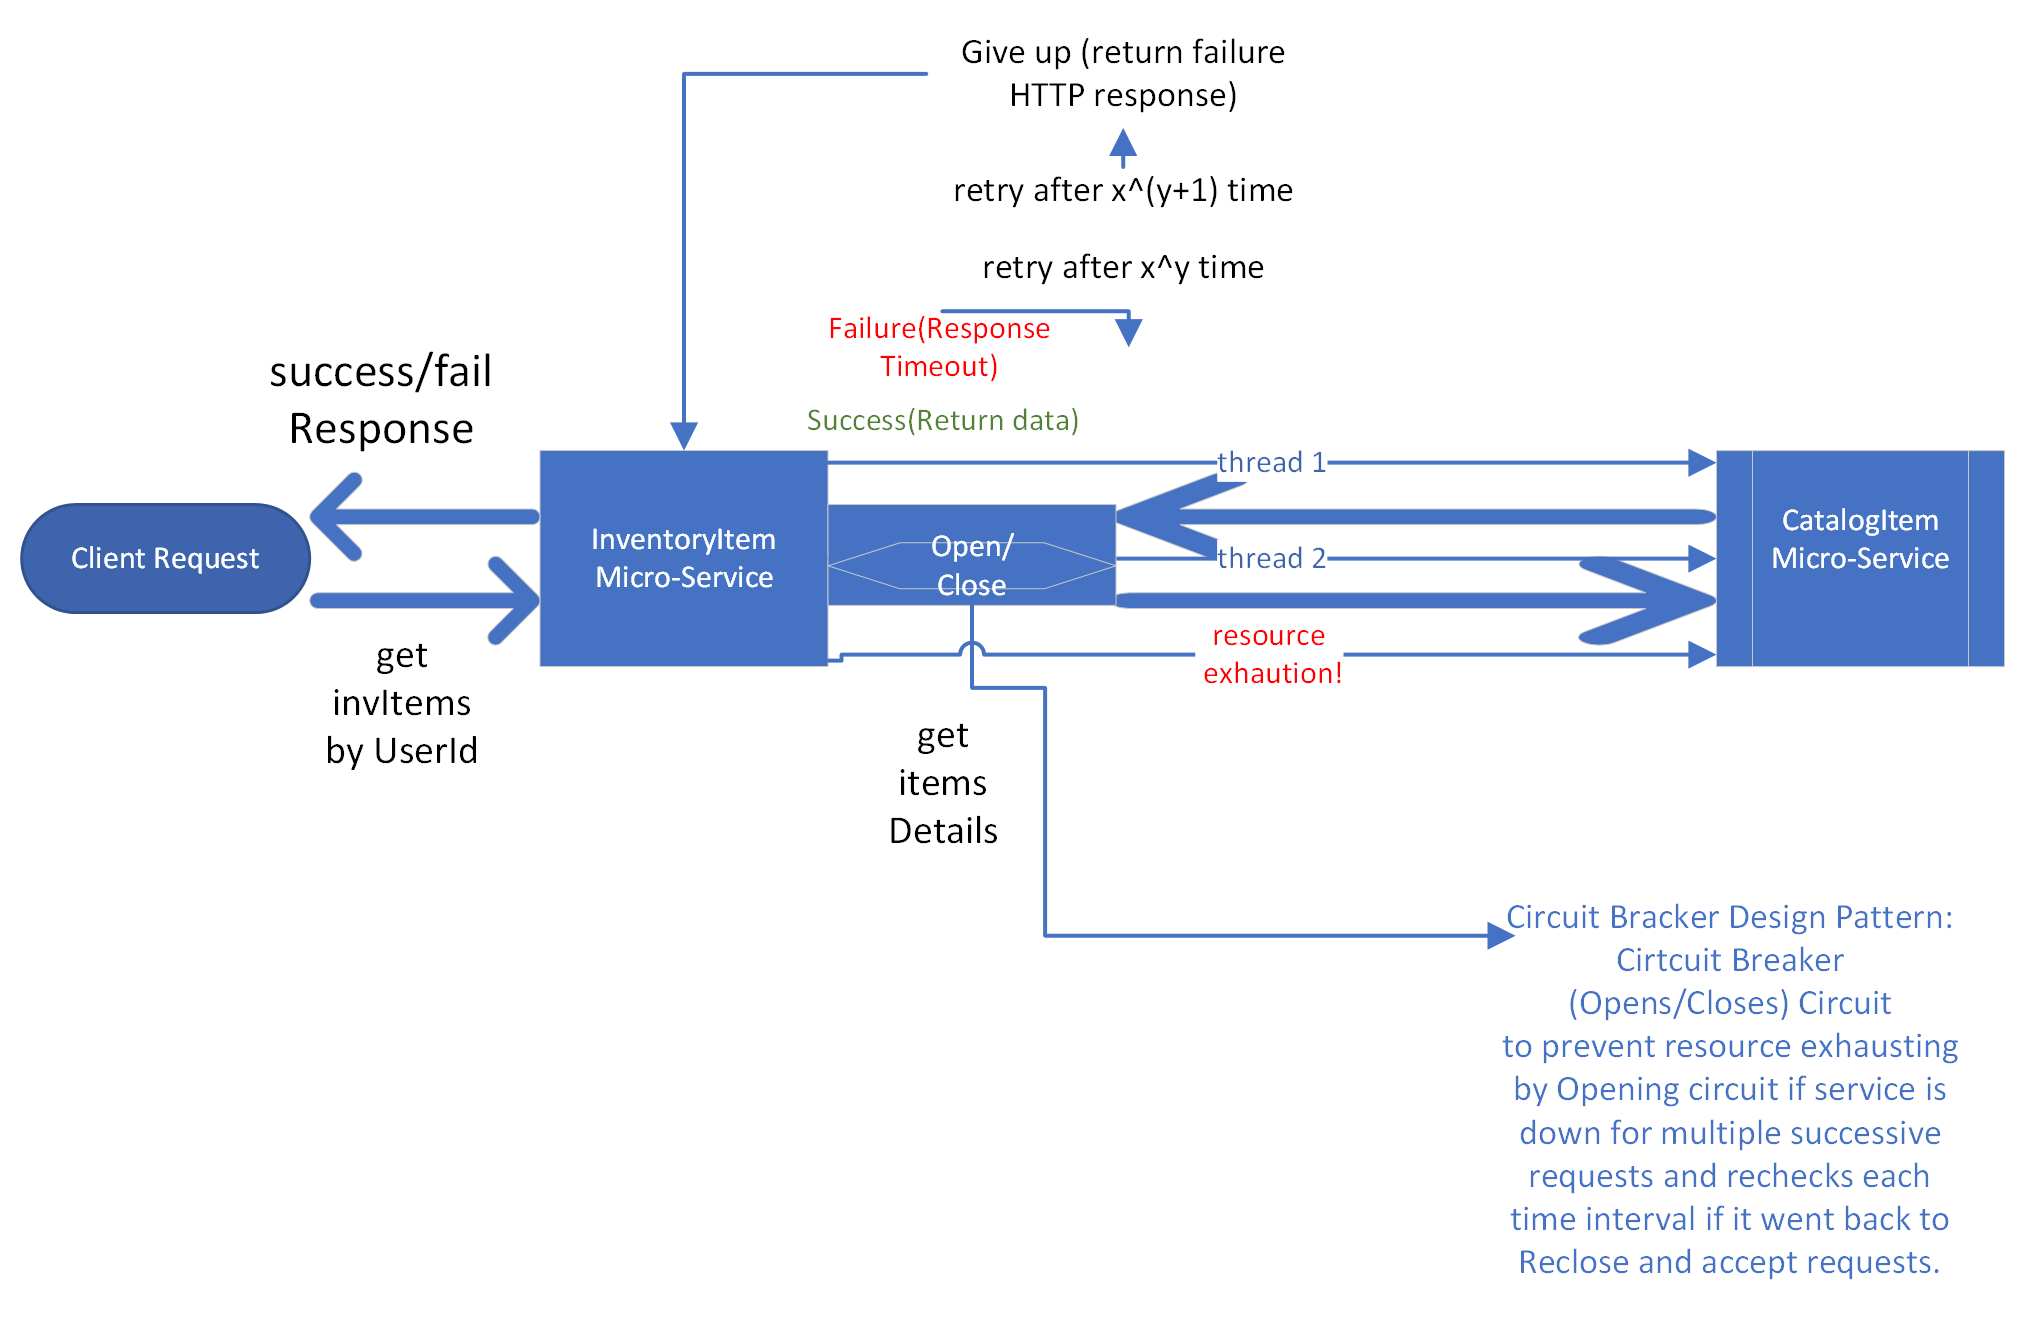 Give up (return failure
HTTP response)
retry after x^(y+1) time
retry after x^y time
Failure(Response
Timeout)
success/fail
Response
Success(Return data)
thread 1
Client Request
InventoryItem
Micro-Service
Open/
Close
thread 2
CatalogItem
Micro-Service
resource
exhaution!
get
invItems
by UserId
get
items
Details
Circuit Bracker Design Pattern:
Cirtcuit Breaker
(Opens/Closes) Circuit
to prevent resource exhausting
by Opening circuit if service is
down for multiple successive
requests and rechecks each
time interval if it went back to
Reclose and accept requests.